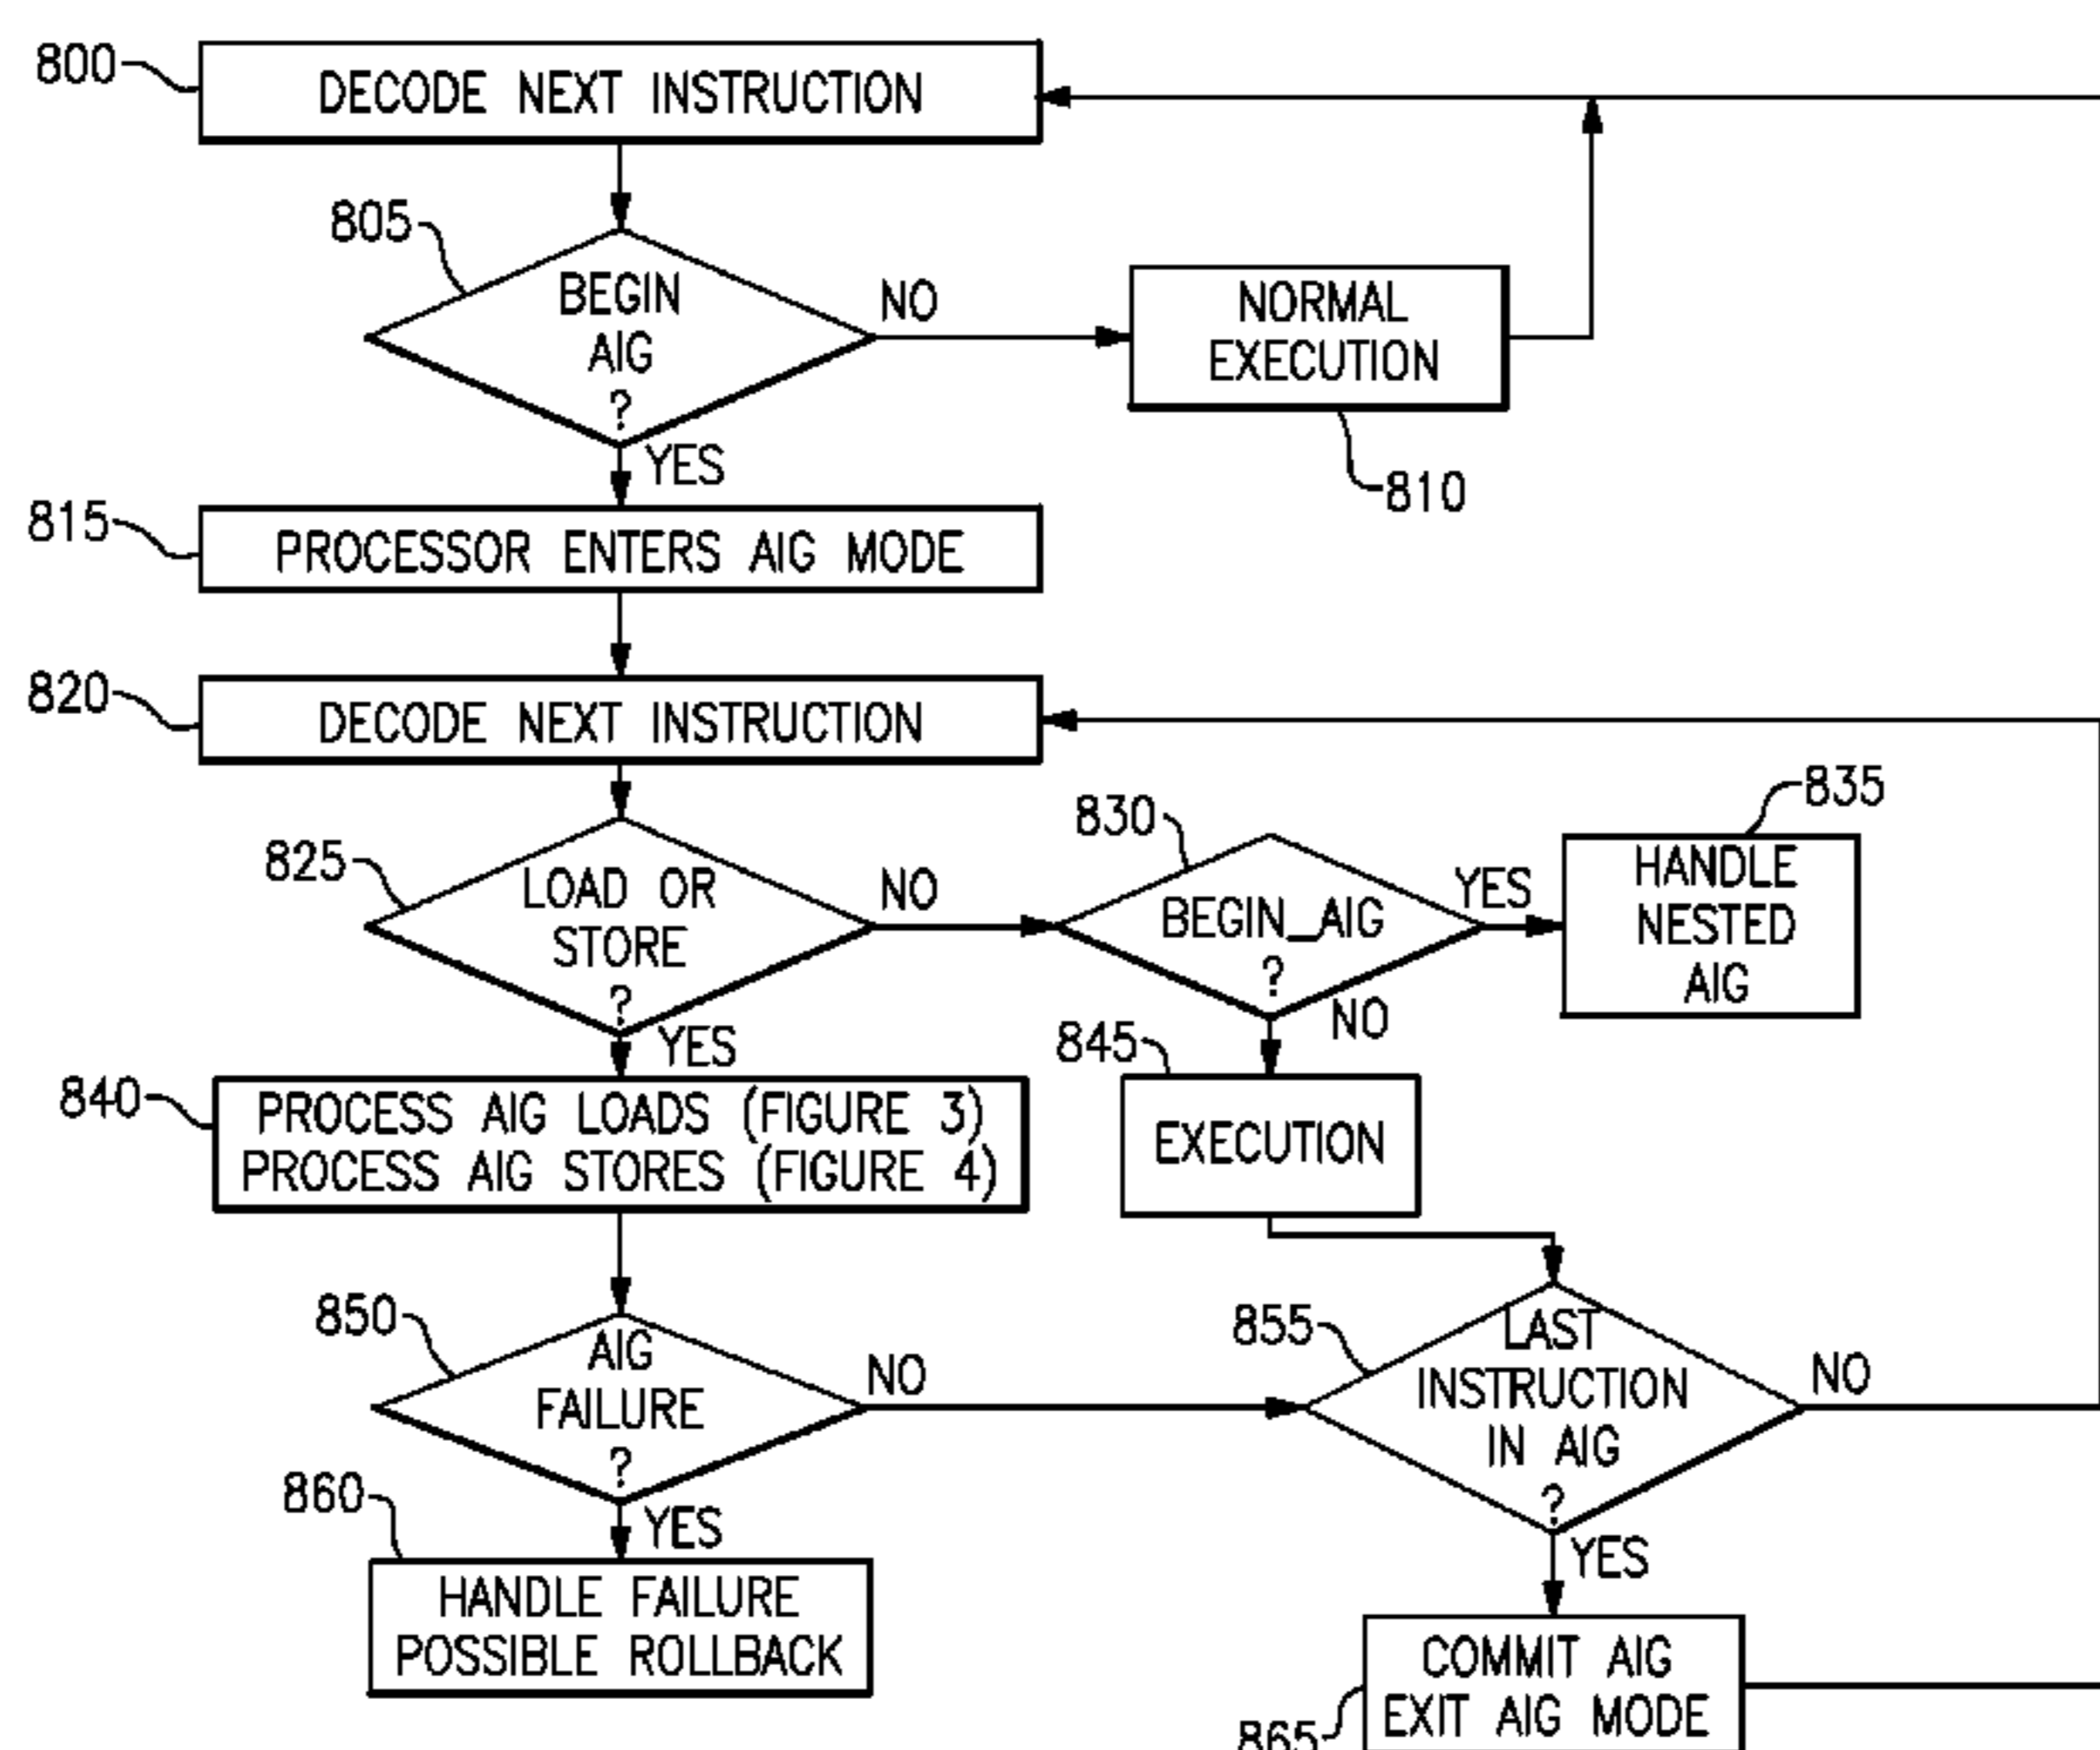 800
DECODE NEXT INSTRUCTION
805
BEGIN
AIG
?
NO
NORMAL
EXECUTION
810
YES
815
PROCESSOR ENTERS AIG MODE
820
DECODE NEXT INSTRUCTION
825
LOAD OR
STORE
?
NO
830
BEGIN_AIG
?
YES
835
HANDLE
NESTED
AIG
YES
NO
840
PROCESS AIG LOADS (FIGURE 3)
PROCESS AIG STORES (FIGURE 4)
845
EXECUTION
850
AIG
FAILURE
?
NO
855
LAST
INSTRUCTION
IN AIG
?
NO
YES
860
HANDLE FAILURE
POSSIBLE ROLLBACK
YES
COMMIT AIG
EXIT AIG MODE
865